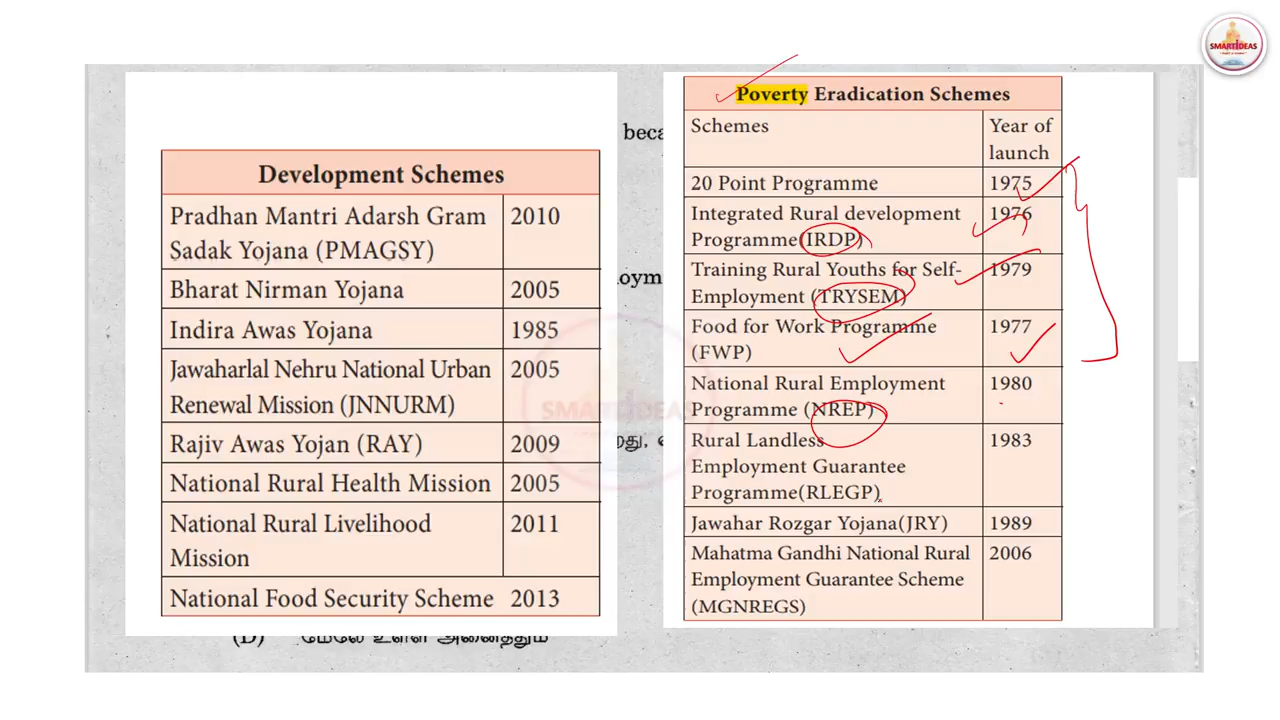 SMARTIDEAS
beca
Development Schemes
Pradhan Mantri Adarsh Gram
Sadak Yojana (PMAGSY)
2010
Bharat Nirman Yojana
2005
Indira Awas Yojana
1985
Jawaharlal Nehru National Urban
Renewal Mission (JNNURM)
2005
Rajiv Awas Yojan (RAY)
2009
National Rural Health Mission
2005
National Rural Livelihood
Mission
2011
National Food Security Scheme
2013
loym
SMARTIDEAS
Poverty Eradication Schemes
Schemes
Year of
launch
20 Point Programme
1975
Integrated Rural development
Programme(IRDP)
1976
Training Rural Youths for Self-
Employment (TRYSEM)
1979
Food for Work Programme
(FWP)
1977
National Rural Employment
Programme (NREP)
1980
Rural Landless
Employment Guarantee
Programme(RLEGP)
1983
Jawahar Rozgar Yojana(JRY)
1989
Mahatma Gandhi National Rural
Employment Guarantee Scheme
(MGNREGS)
2006
(D) மேலே உள்ள அனைத்தும்